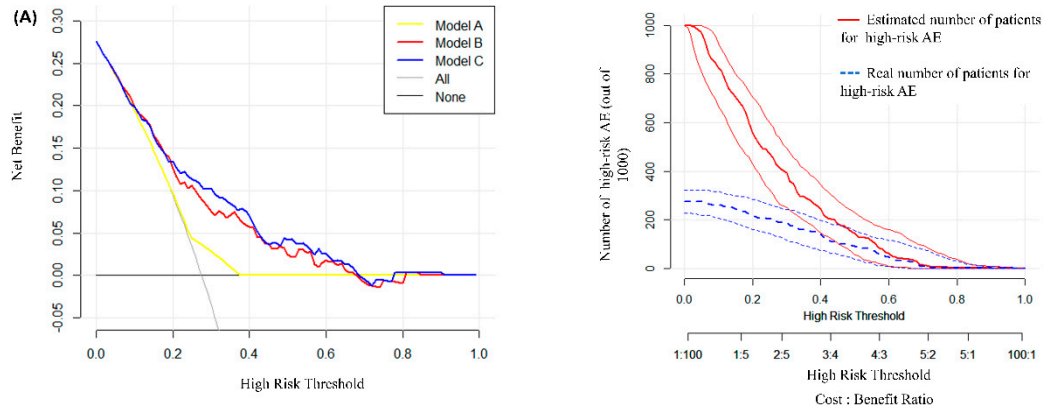 (A)
Model A
Model B
Model C
All
None
Net Benefit
0.30
0.25
0.20
0.15
0.10
0.05
0.00
-0.05
0.0 0.2 0.4 0.6 0.8 1.0
High Risk Threshold
Estimated number of patients
for high-risk AE
Real number of patients for
high-risk AE
Number of high-risk AE (out of
1000)
1000
800
600
400
200
0
0.0 0.2 0.4 0.6 0.8 1.0
High Risk Threshold
1:100 1:5 2:5 3:4 4:3 5:2 5:1 100:1
High Risk Threshold
Cost : Benefit Ratio